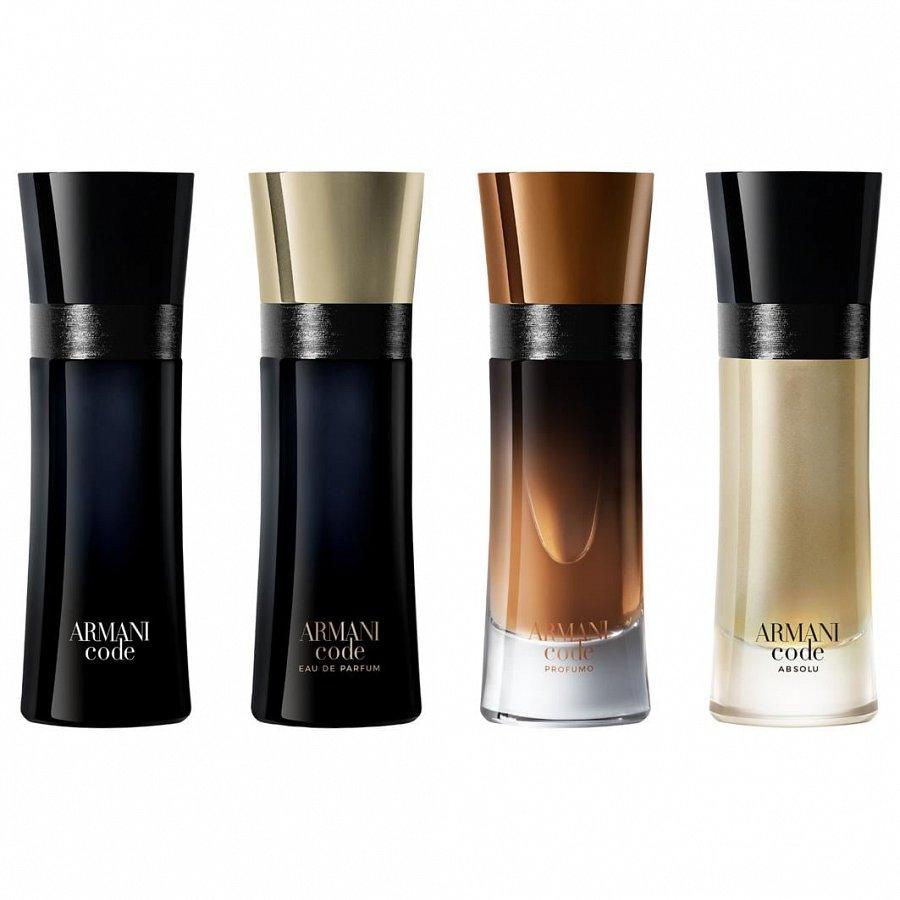 ARMANI
code
ARMANI
code
EAU DE PARFUM
ARMANI
code
PROFUMO
ARMANI
code
ABSOLU